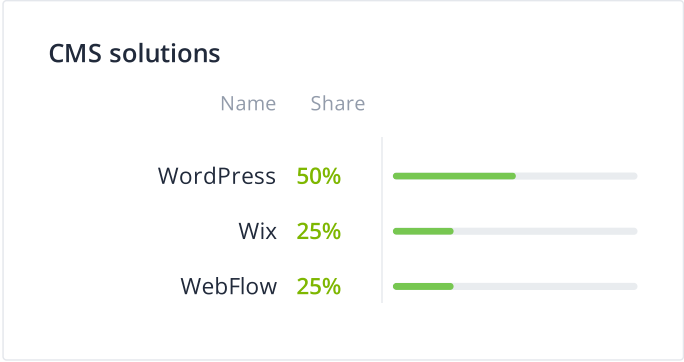 CMS solutions
Name Share
WordPress 50%
Wix 25%
WebFlow 25%